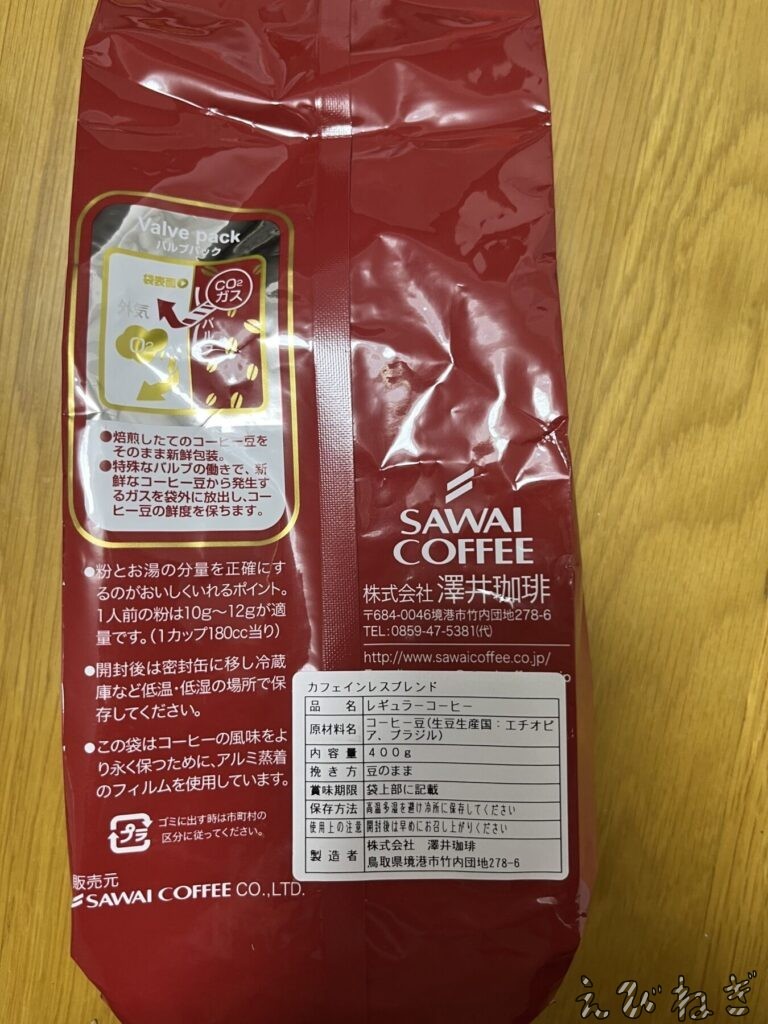 Valve pack
バルブパック
袋表面
CO2
ガス
外気
バルブ
O2
●焙煎したてのコーヒー豆を
そのまま新鮮包装。
●特殊なバルブの働きで、新
鮮なコーヒー豆から発生す
るガスを袋外に放出し、コー
ヒー豆の鮮度を保ちます。
●粉とお湯の分量を正確にす
るのがおいしくいれるポイント。
1人前の粉は10g～12gが適
量です。(1カップ180cc当り)
●開封後は密封缶に移し冷蔵
庫など低温・低湿の場所で保
存してください。
●この袋はコーヒーの風味をよ
り永く保つために、アルミ蒸着
のフィルムを使用しています。
プラ
ゴミに出す時は市町村の
区分に従ってください。
販売元
SAWAI COFFEE CO.,LTD.
SAWAI
COFFEE
株式会社 澤井珈琲
〒684-0046境港市竹内団地278-6
TEL:0859-47-5381(代)
http://www.sawaicoffee.co.jp/
カフェインレスブレンド
品名 レギュラーコーヒー
原材料名 コーヒー豆(生豆生産国：エチオピ
ア、ブラジル)
内容量 400g
挽き方 豆のまま
賞味期限 袋上部に記載
保存方法 高温多湿を避け冷所に保存してください
使用上の注意 開封後は早めにお召し上がりください
製造者 株式会社 澤井珈琲
鳥取県境港市竹内団地278-6
えびねぎ